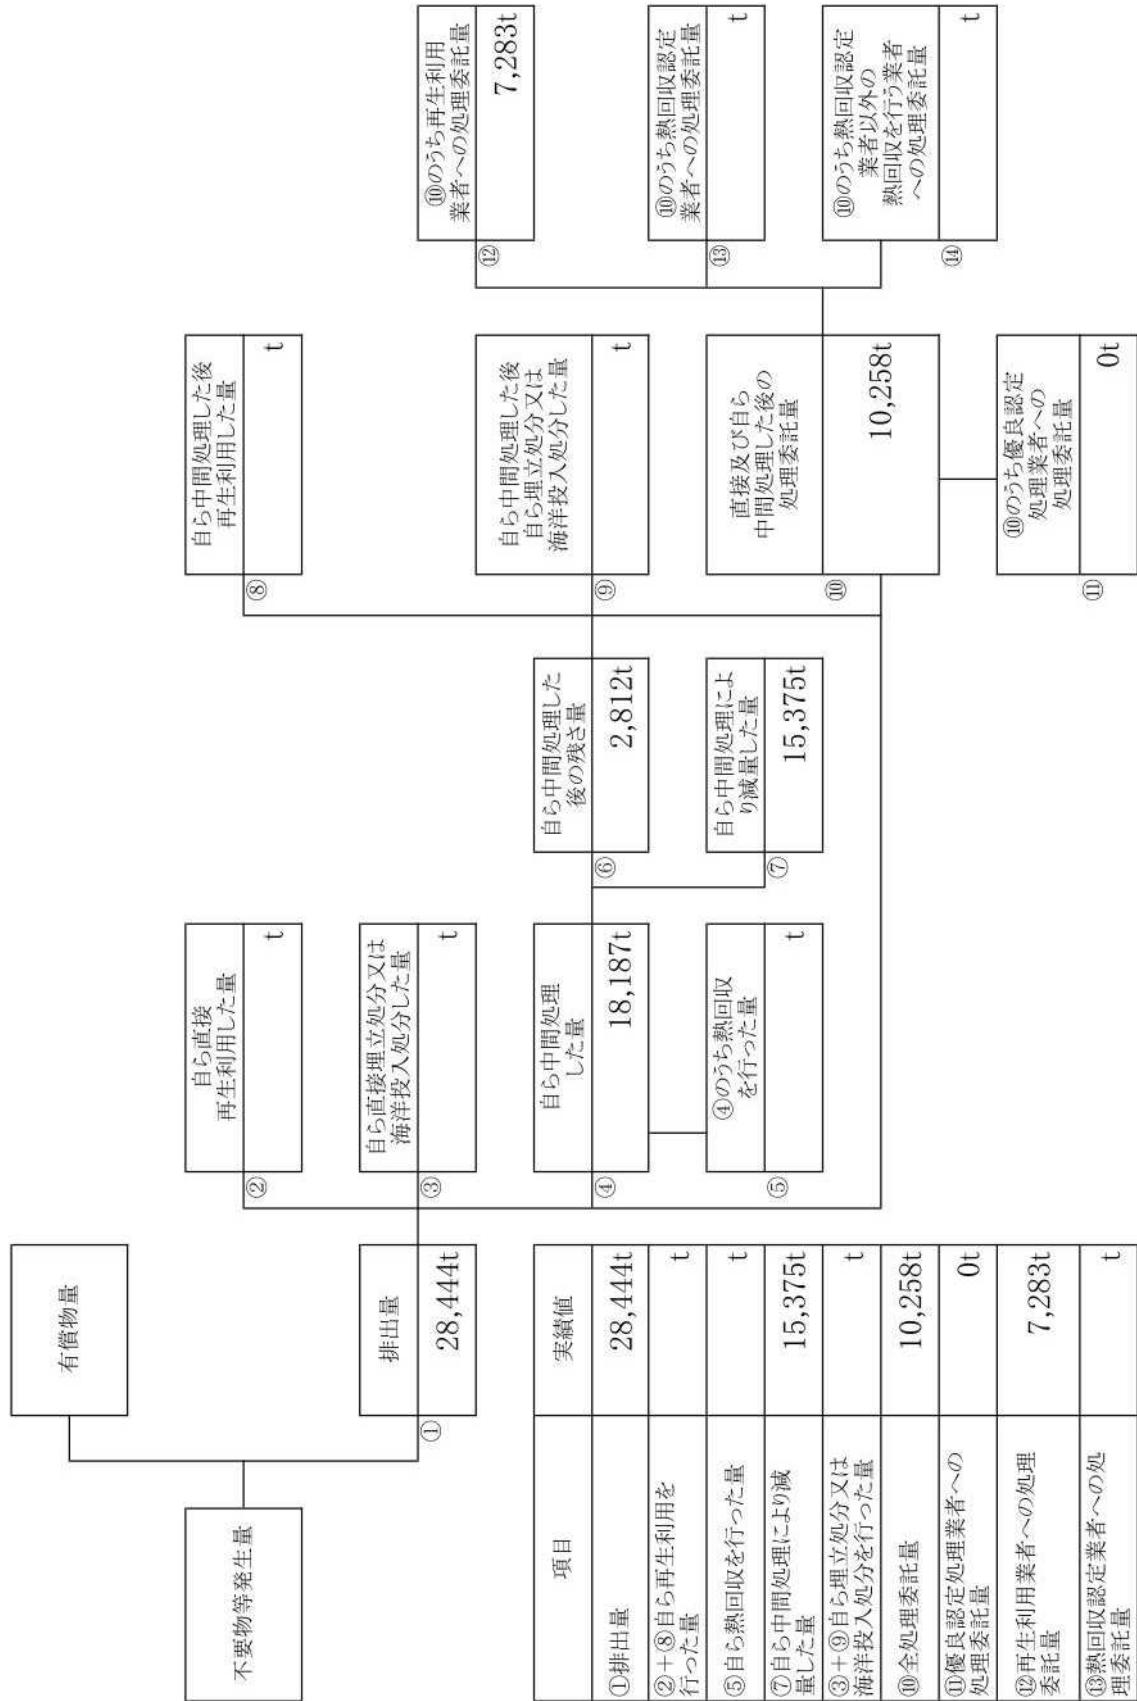 不要物等発生量
有償物量
①
排出量
28,444t
②
自ら直接
再生利用した量
t
③
自ら直接埋立処分又は
海洋投入処分した量
t
④
自ら中間処理
した量
18,187t
⑤
④のうち熱回収
を行った量
t
⑥
自ら中間処理した
後の残さ量
2,812t
⑦
自ら中間処理によ
り減量した量
15,375t
⑧
自ら中間処理した後
再生利用した量
t
⑨
自ら中間処理した後
自ら埋立処分又は
海洋投入処分した量
t
⑩
直接及び自ら
中間処理した後の
処理委託量
10,258t
⑪
⑩のうち優良認定
処理業者への
処理委託量
0t
⑫
⑩のうち再生利用
業者への処理委託量
7,283t
⑬
⑩のうち熱回収認定
業者への処理委託量
t
⑭
⑩のうち熱回収認定
業者以外の
熱回収を行う業者
への処理委託量
t
項目 実績値
①排出量 28,444t
②+⑧自ら再生利用を
行った量 t
⑤自ら熱回収を行った量 t
⑦自ら中間処理により減
量した量 15,375t
③+⑨自ら埋立処分又は
海洋投入処分を行った量 t
⑩全処理委託量 10,258t
⑪優良認定処理業者への
処理委託量 0t
⑫再生利用業者への処理
委託量 7,283t
⑬熱回収認定業者への処
理委託量 t